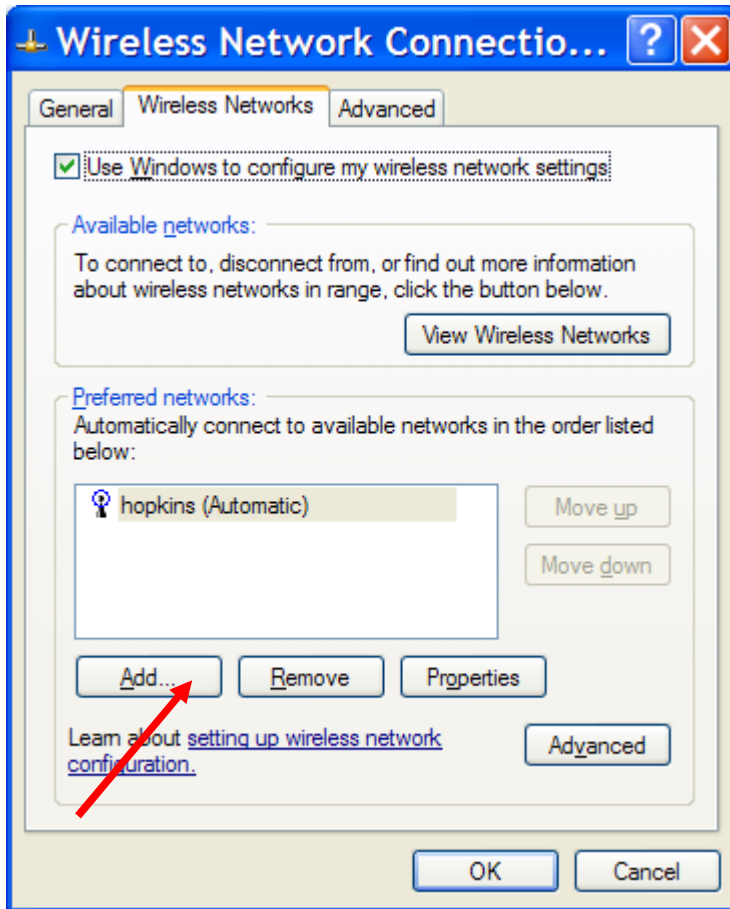 Wireless Network Connectio...
General Wireless Networks Advanced
Use Windows to configure my wireless network settings
Available networks:
To connect to, disconnect from, or find out more information
about wireless networks in range, click the button below.
View Wireless Networks
Preferred networks:
Automatically connect to available networks in the order listed
below:
hopkins (Automatic)
Move up
Move down
Add... Remove Properties
Learn about setting up wireless network
configuration.
Advanced
OK Cancel